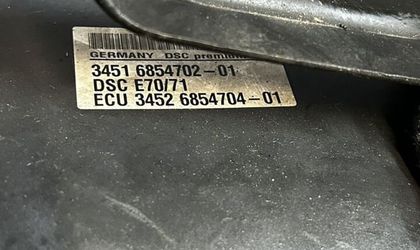 GERMANY DSC premium
3451 6854702-01
DSC E70/71
ECU 3452 6854704-01